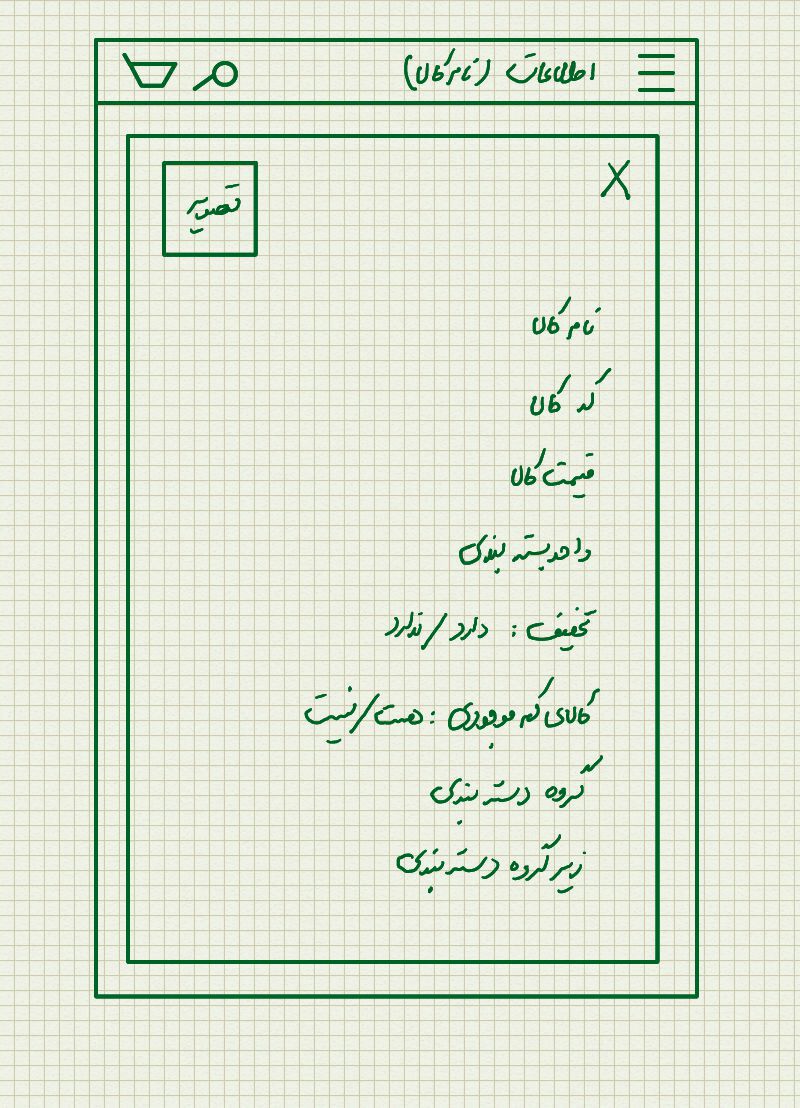 اطلاعات (نام کالا)
تصویر
X
نام کالا
کد کالا
قیمت کالا
واحد بسته بندی
تخفیف : دارد / ندارد
کالای کم موجودی : هست / نیست
گروه دسته بندی
زیر گروه دسته بندی